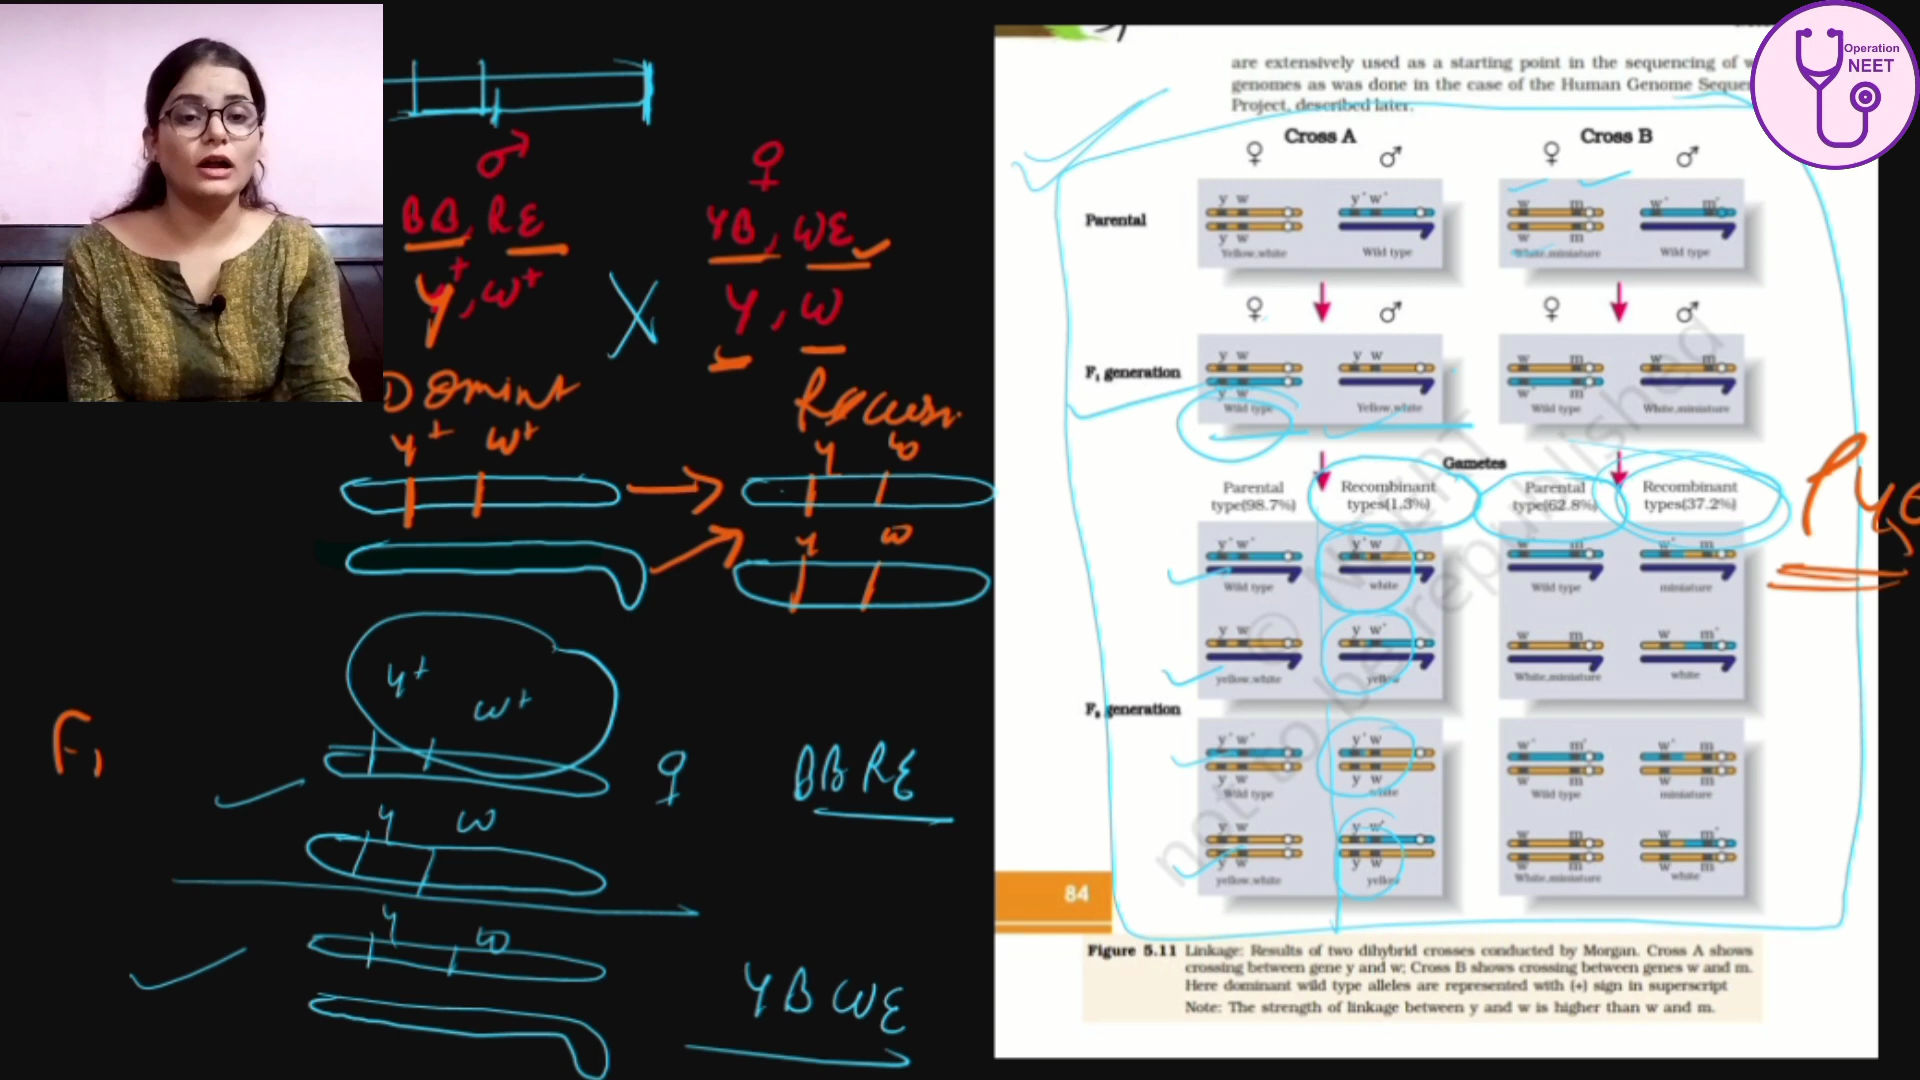 Operation
NEET
are extensively used as a starting point in the sequencing of
genomes as was done in the case of the Human Genome
Project, described later.
♂ ♀
BB, RE YB, WE
y+, w+ X Y, w
y+ w+ y w
y w
y+ w+
F1 ♀ BBRE
y w
y w
YBWE
Cross A Cross B
♀ ♂ ♀ ♂
Parental
y w y+ w+ w m w+ m+
y w w m
Yellow, white Wild type White, miniature Wild type
♀ ♂ ♀ ♂
F1 generation
y w y w w m w m
y w w m
Wild type Yellow, white Wild type White, miniature
Gametes
Parental Recombinant Parental Recombinant
type(98.7%) types(1.3%) type(62.8%) types(37.2%)
y+ w+ y+ w w m w+ m
Wild type white Wild type miniature
y w y w+ w m w m+
yellow, white yellow White, miniature white
F2 generation
y+ w+ y+ w w+ m+ w+ m
y w y w w m w m
Wild type white Wild type miniature
y w y w+ w m w m+
y w y w w m w m
yellow, white yellow White, miniature white
84
Figure 5.11 Linkage: Results of two dihybrid crosses conducted by Morgan. Cross A shows
crossing between gene y and w; Cross B shows crossing between genes w and m.
Here dominant wild type alleles are represented with (+) sign in superscript
Note: The strength of linkage between y and w is higher than w and m.
not to be republished